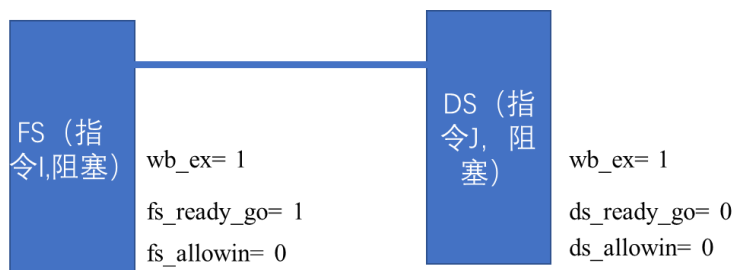 FS（指
令I,阻塞）
wb_ex= 1
fs_ready_go= 1
fs_allowin= 0
DS（指
令J，阻
塞）
wb_ex= 1
ds_ready_go= 0
ds_allowin= 0